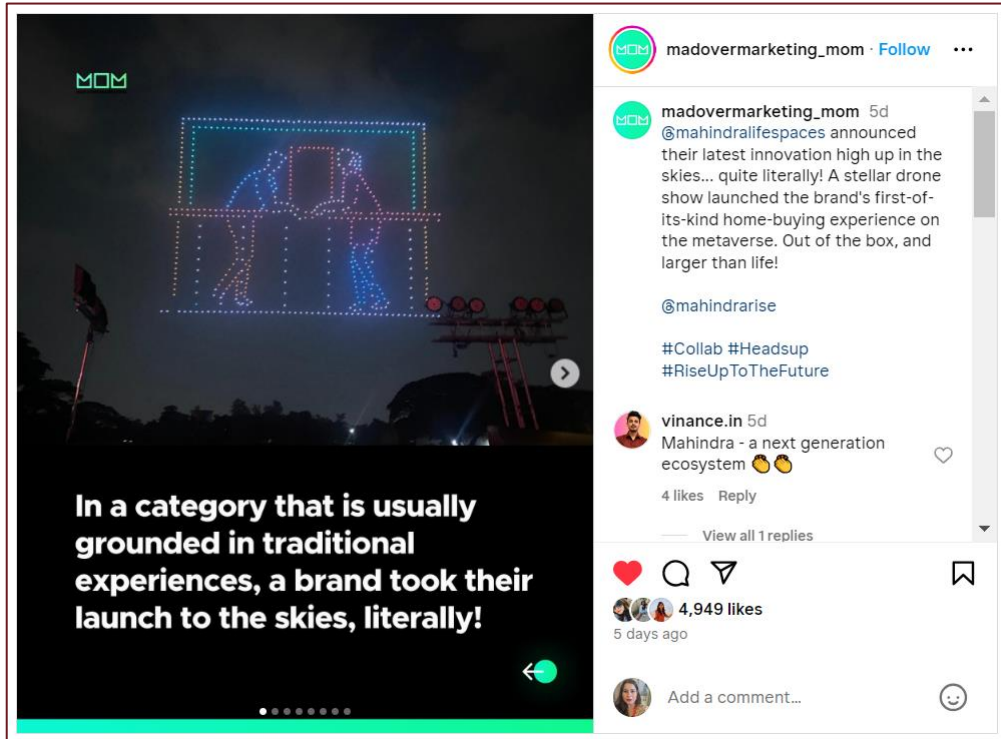 MOM
In a category that is usually
grounded in traditional
experiences, a brand took their
launch to the skies, literally!
MOM
madovermarketing_mom · Follow
MOM
madovermarketing_mom 5d
@mahindralifespaces announced
their latest innovation high up in the
skies... quite literally! A stellar drone
show launched the brand's first-of-
its-kind home-buying experience on
the metaverse. Out of the box, and
larger than life!
@mahindrarise
#Collab #Headsup
#RiseUpToTheFuture
vinance.in 5d
Mahindra - a next generation
ecosystem 👏👏
4 likes Reply
View all 1 replies
4,949 likes
5 days ago
Add a comment...